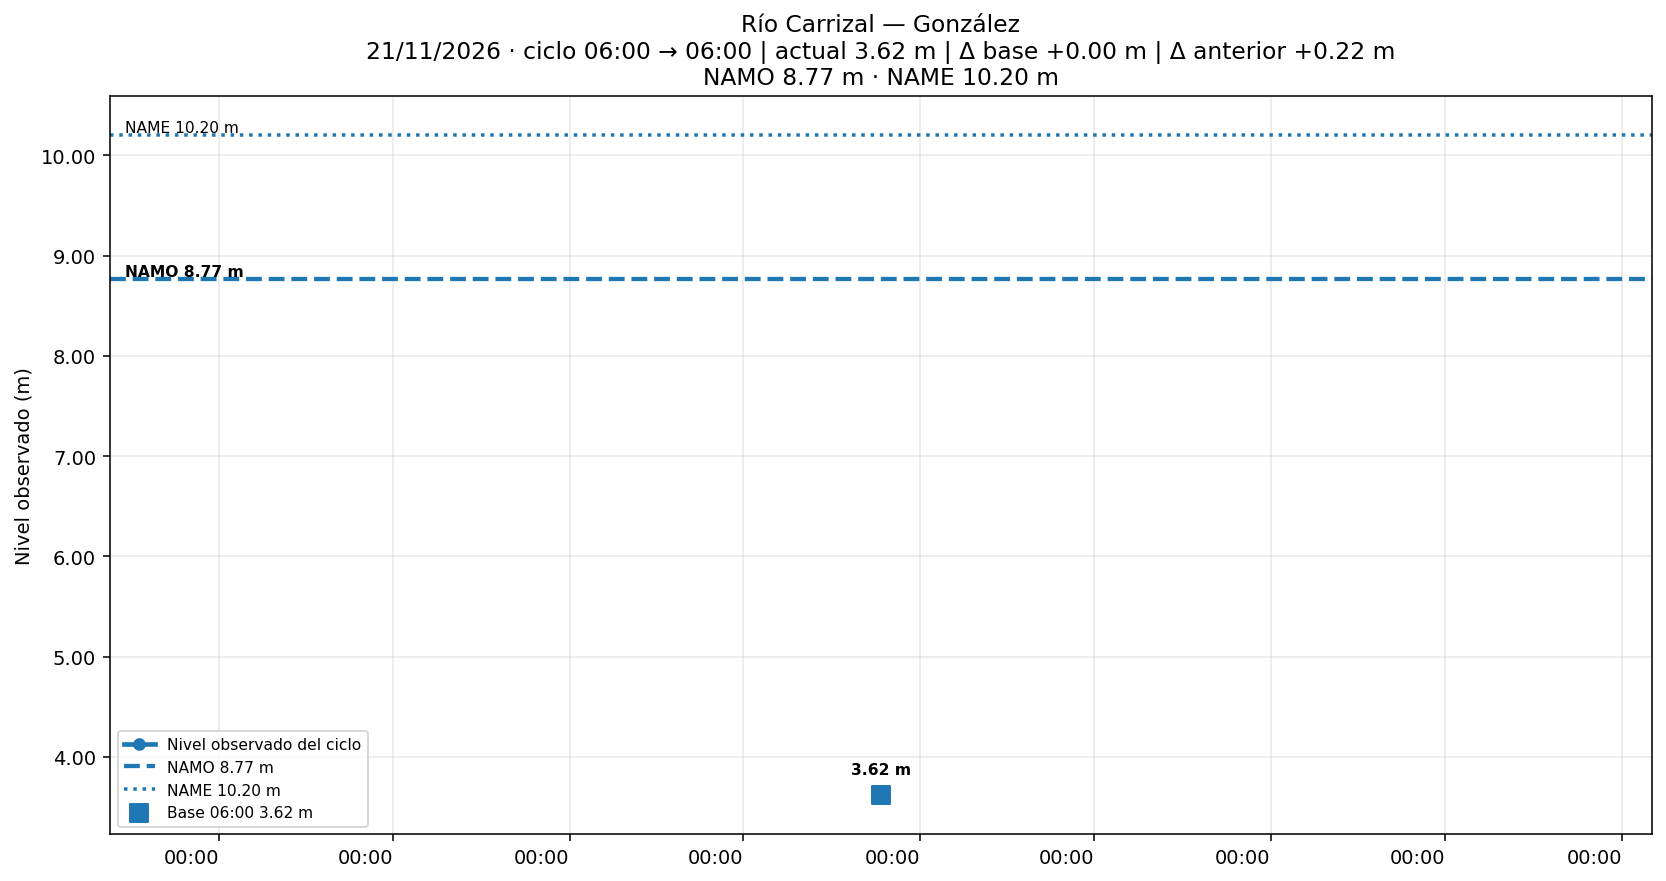 Río Carrizal — González
21/11/2026 · ciclo 06:00 → 06:00 | actual 3.62 m | Δ base +0.00 m | Δ anterior +0.22 m
NAMO 8.77 m · NAME 10.20 m
NAME 10.20 m
10.00
9.00
NAMO 8.77 m
8.00
7.00
6.00
5.00
4.00
Nivel observado (m)
3.62 m
Nivel observado del ciclo
NAMO 8.77 m
NAME 10.20 m
Base 06:00 3.62 m
00:00 00:00 00:00 00:00 00:00 00:00 00:00 00:00 00:00